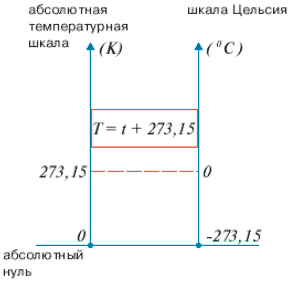 абсолютная
температурная
шкала
шкала Цельсия
(K)
(⁰C)
T = t + 273,15
273,15
0
0
-273,15
абсолютный
нуль